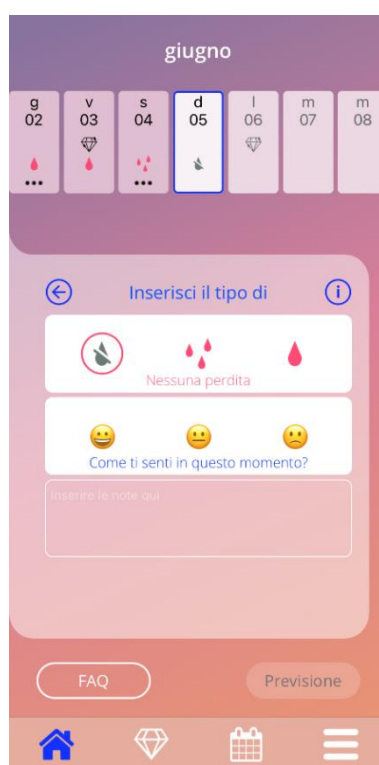 giugno
g v s d l m m
02 03 04 05 06 07 08
Inserisci il tipo di
Nessuna perdita
Come ti senti in questo momento?
Inserire le note qui
FAQ Previsione